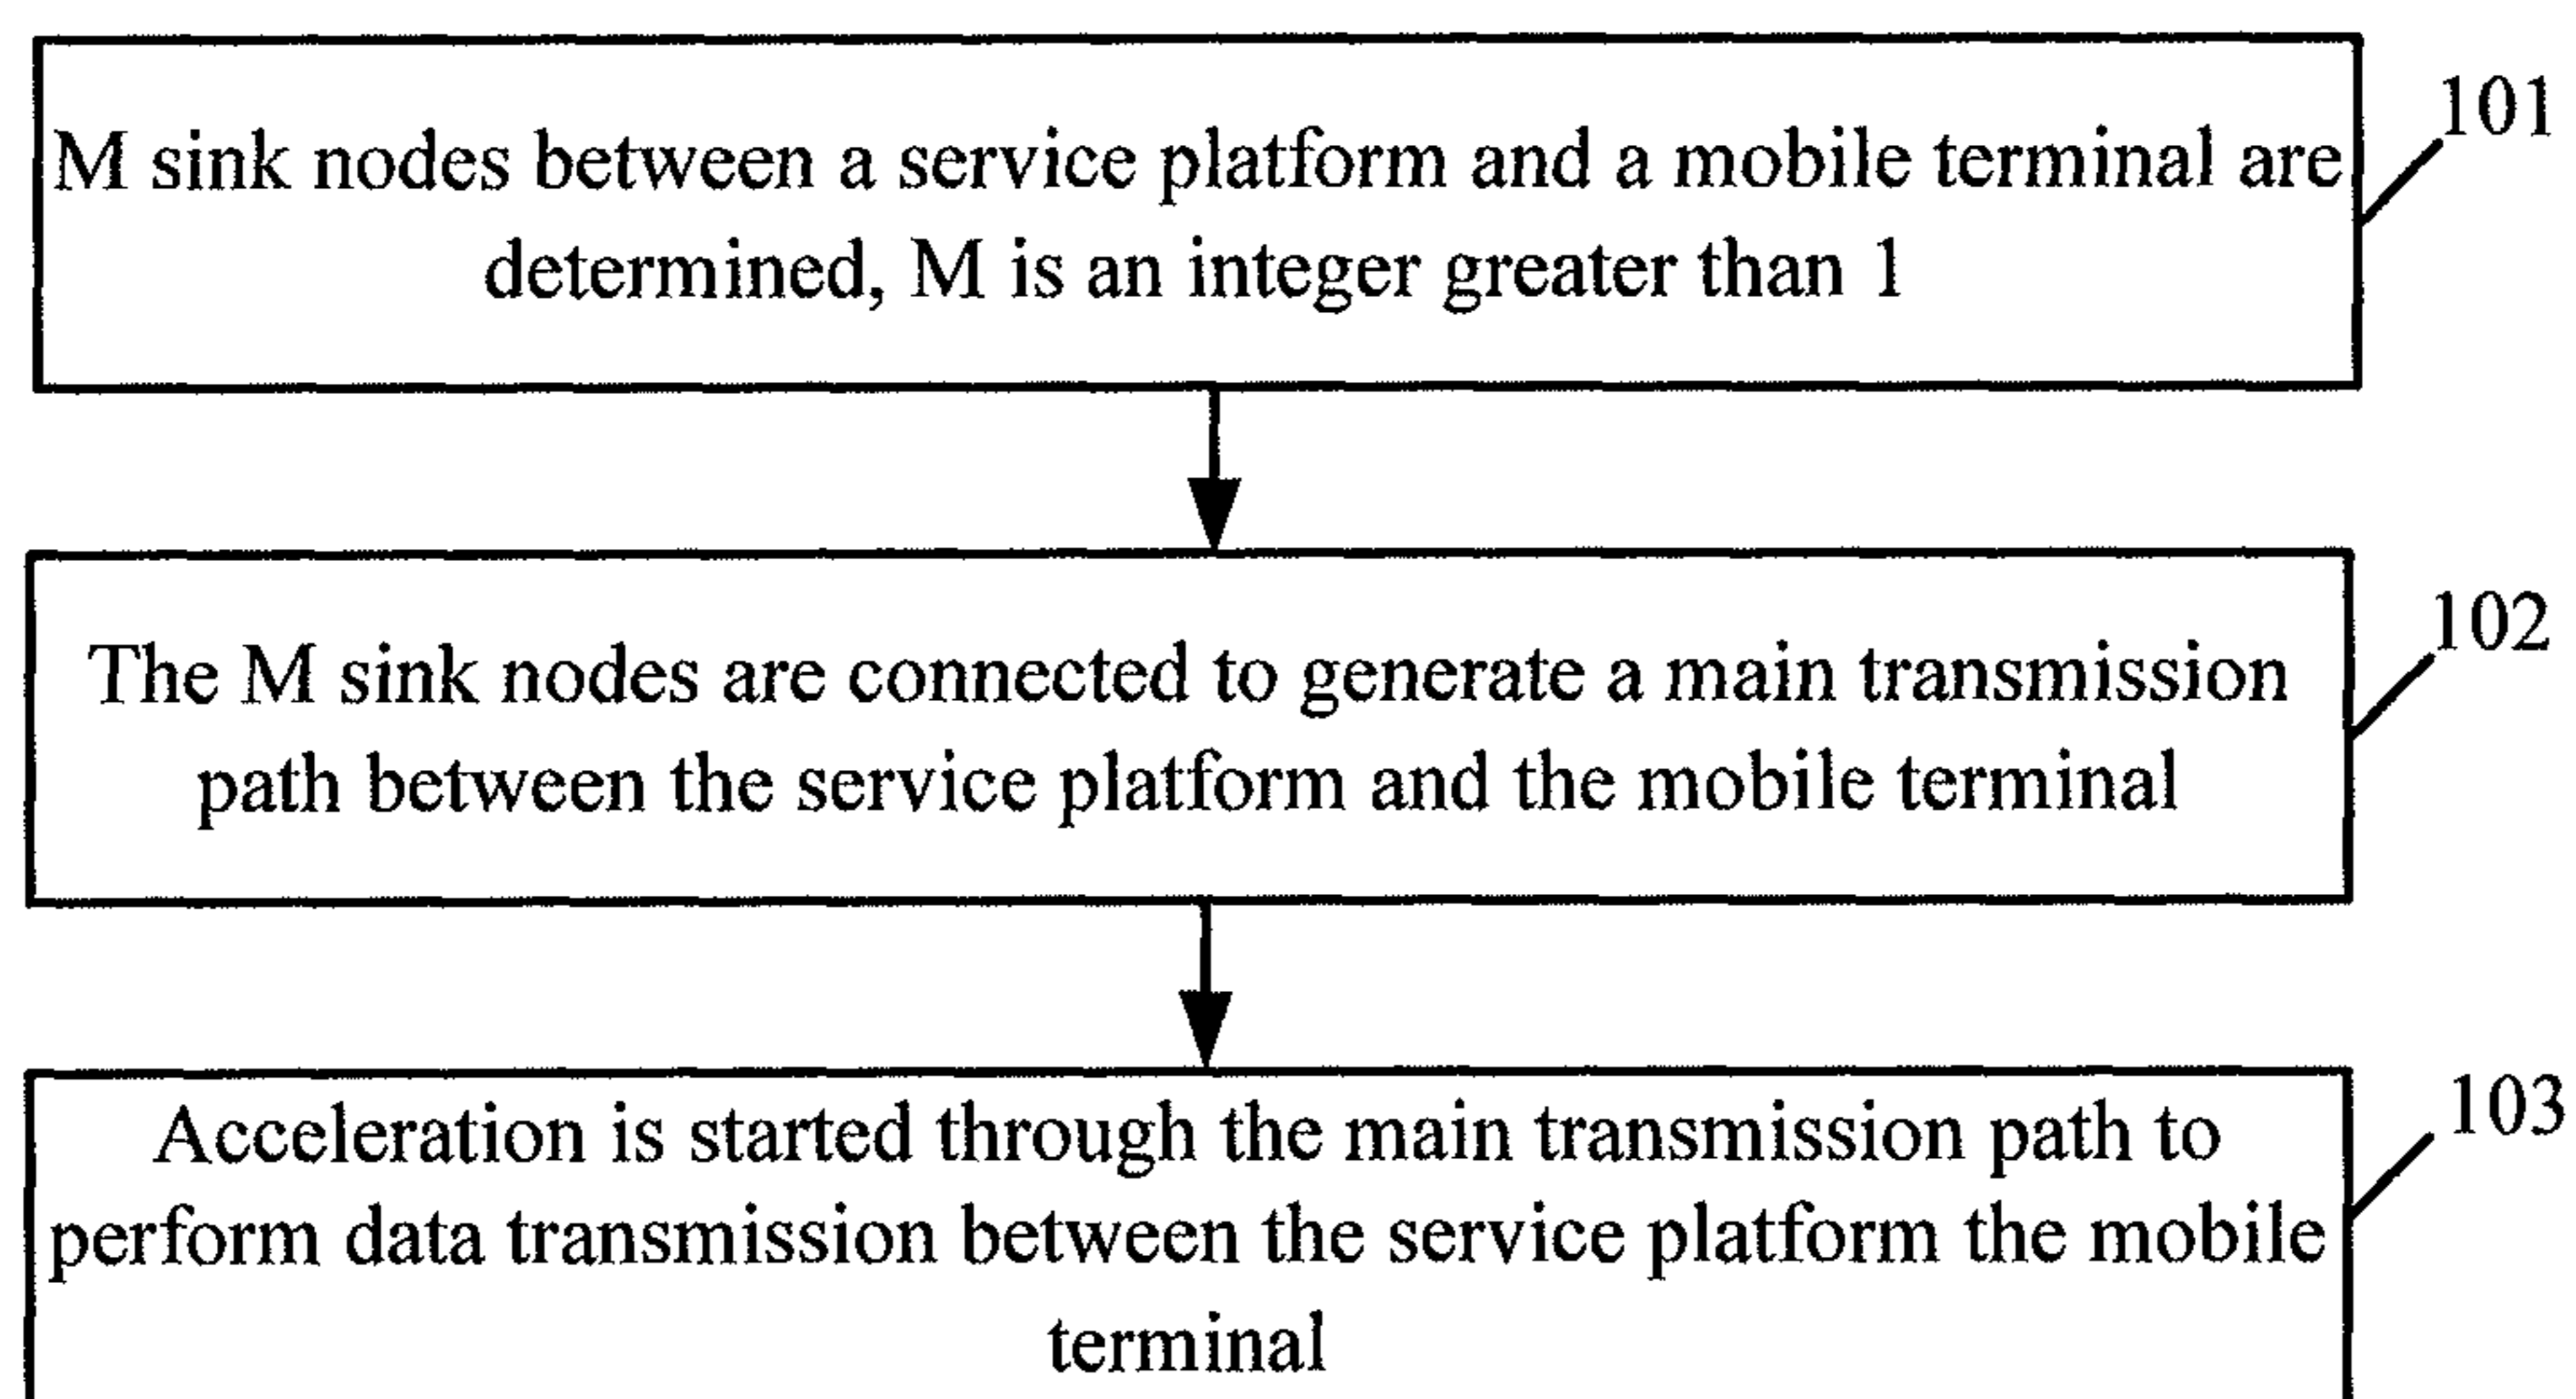 M sink nodes between a service platform and a mobile terminal are
determined, M is an integer greater than 1
101
The M sink nodes are connected to generate a main transmission
path between the service platform and the mobile terminal
102
Acceleration is started through the main transmission path to
perform data transmission between the service platform the mobile
terminal
103